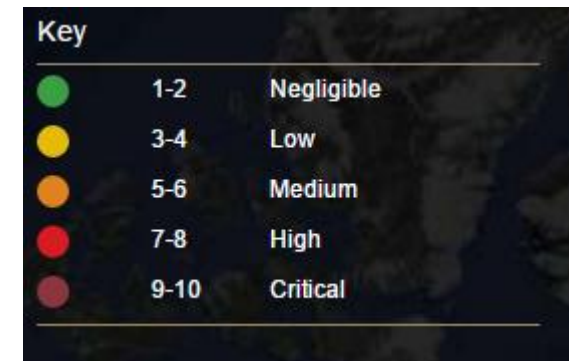 Key
1-2 Negligible
3-4 Low
5-6 Medium
7-8 High
9-10 Critical